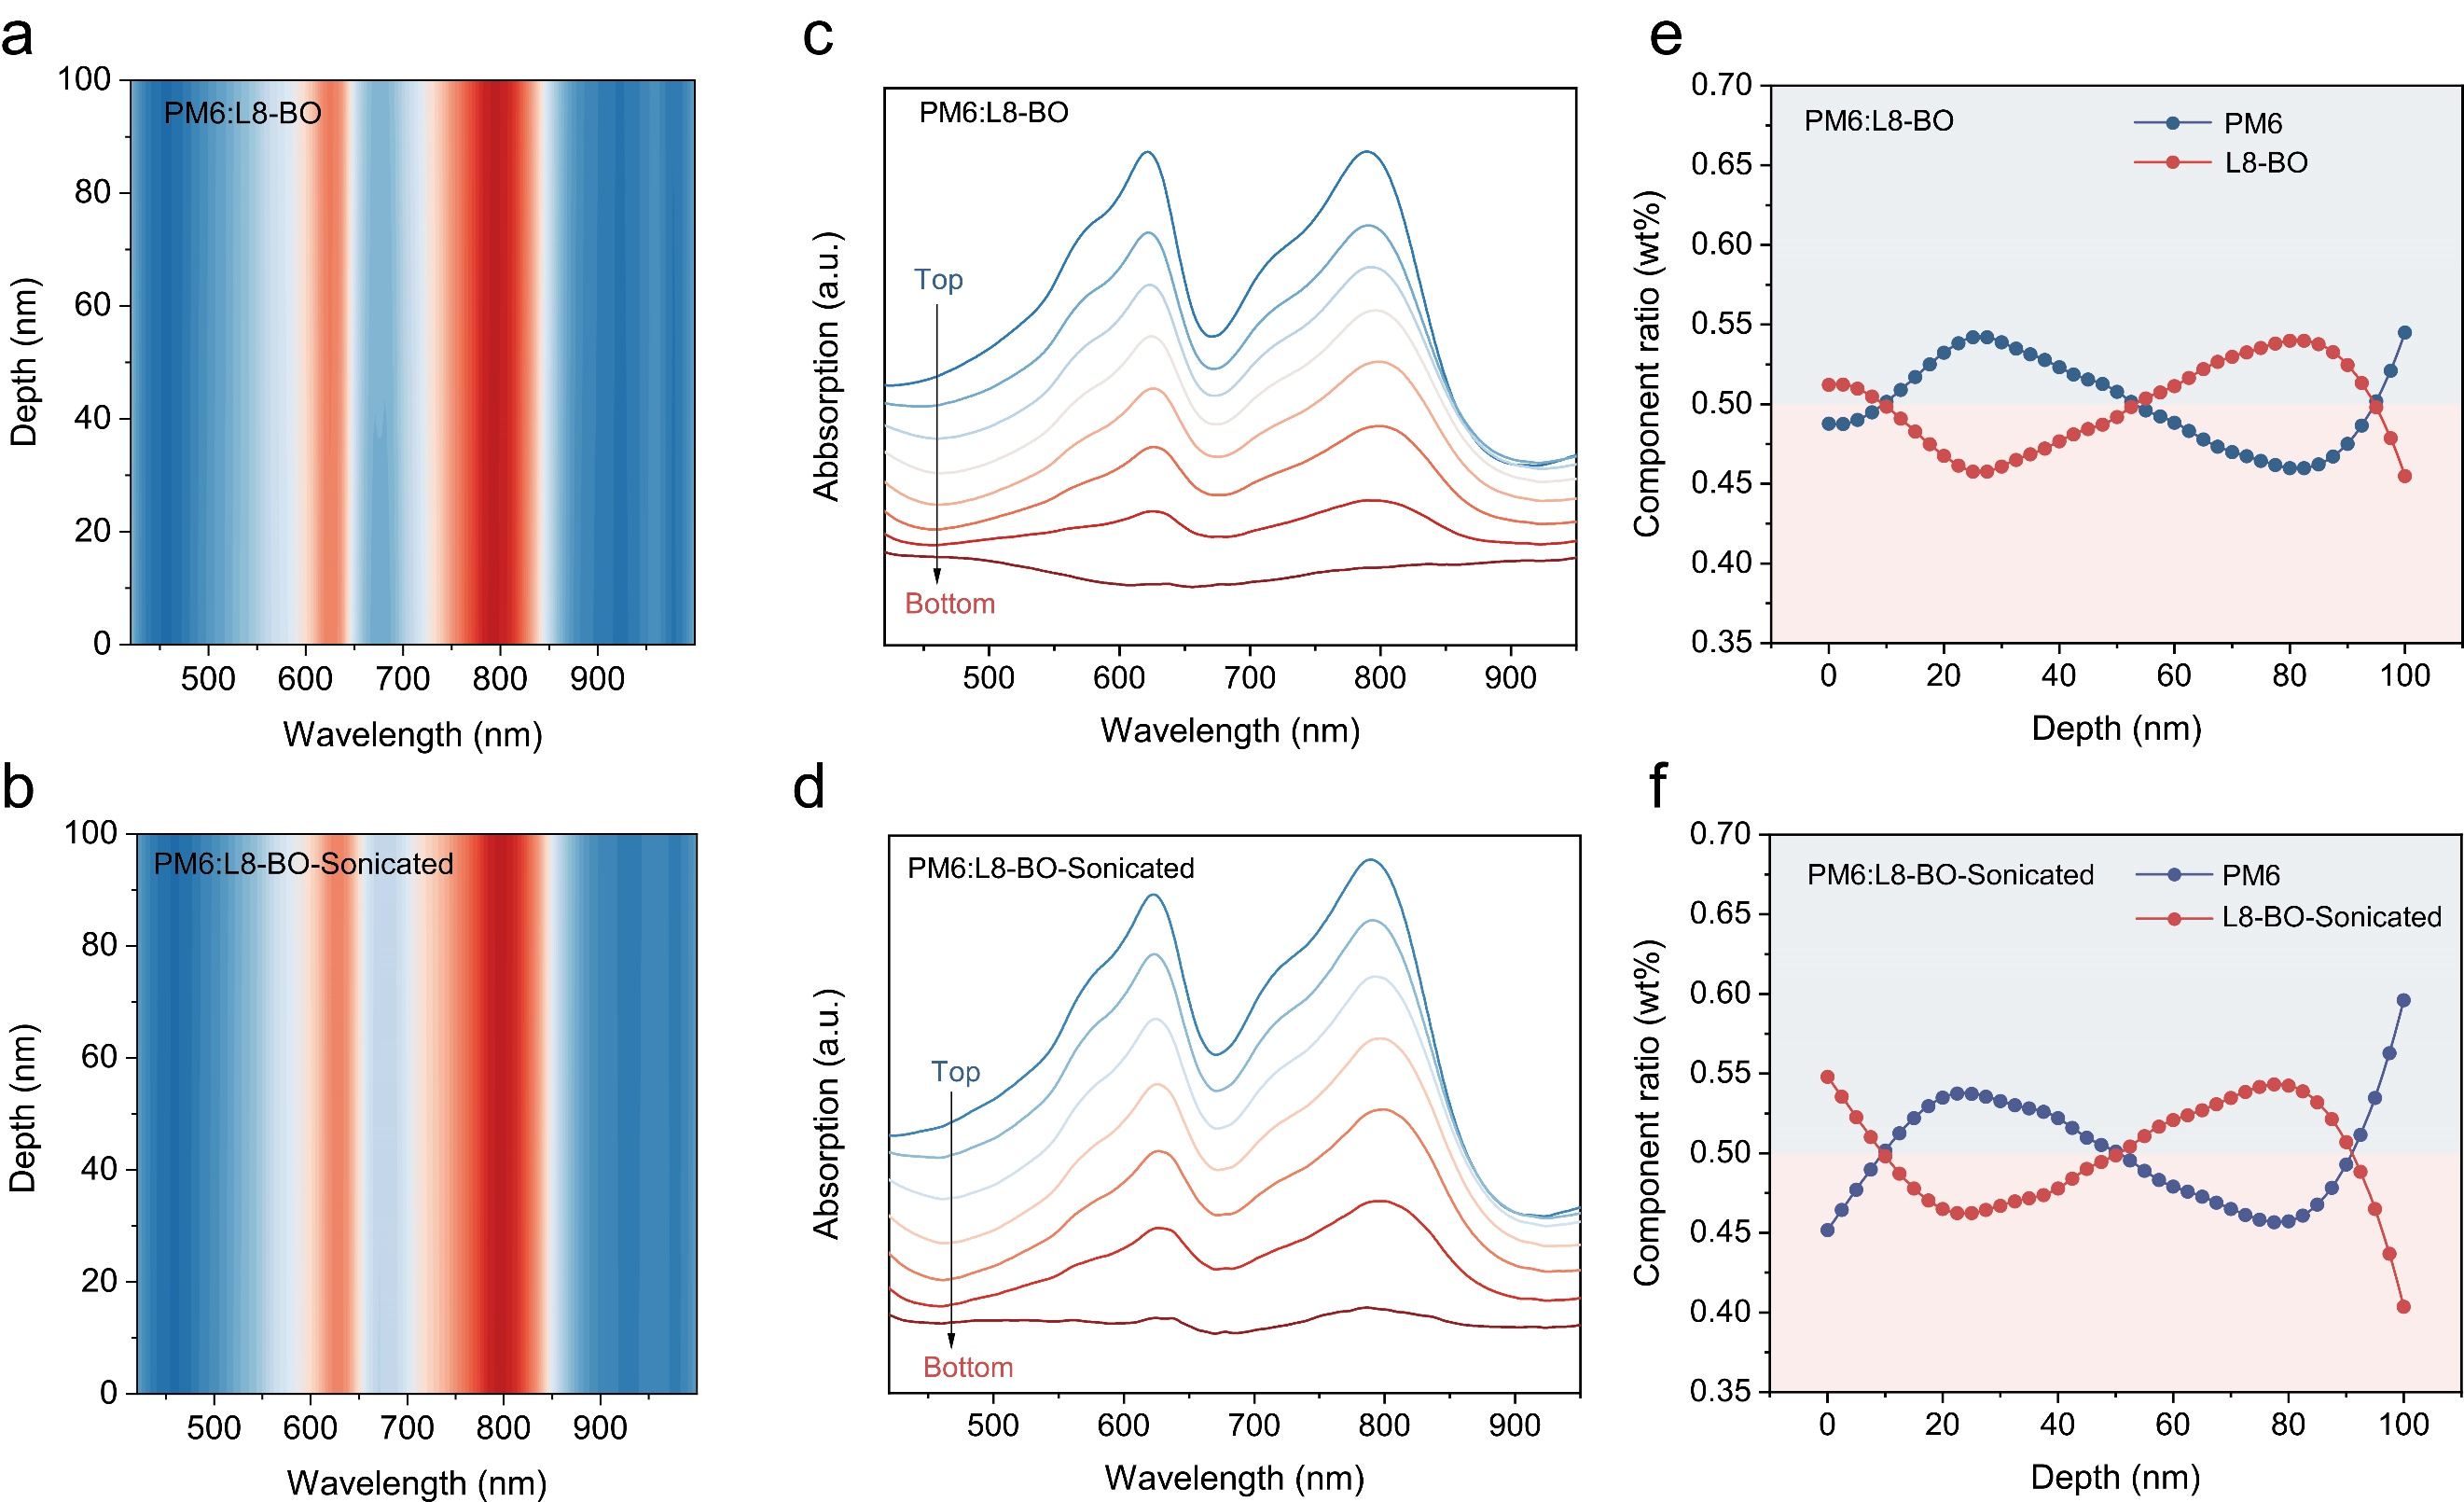 a
100
80
60
40
20
0
PM6:L8-BO
Depth (nm)
500 600 700 800 900
Wavelength (nm)
c
PM6:L8-BO
Top
Bottom
Abbsorption (a.u.)
500 600 700 800 900
Wavelength (nm)
e
0.70
0.65
0.60
0.55
0.50
0.45
0.40
0.35
PM6:L8-BO
PM6
L8-BO
Component ratio (wt%)
0 20 40 60 80 100
Depth (nm)
b
100
80
60
40
20
0
PM6:L8-BO-Sonicated
Depth (nm)
500 600 700 800 900
Wavelength (nm)
d
PM6:L8-BO-Sonicated
Top
Bottom
Absorption (a.u.)
500 600 700 800 900
Wavelength (nm)
f
0.70
0.65
0.60
0.55
0.50
0.45
0.40
0.35
PM6:L8-BO-Sonicated
PM6
L8-BO-Sonicated
Component ratio (wt%)
0 20 40 60 80 100
Depth (nm)